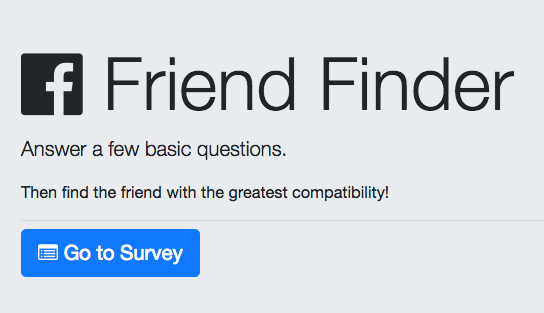 Friend Finder
Answer a few basic questions.
Then find the friend with the greatest compatibility!
Go to Survey